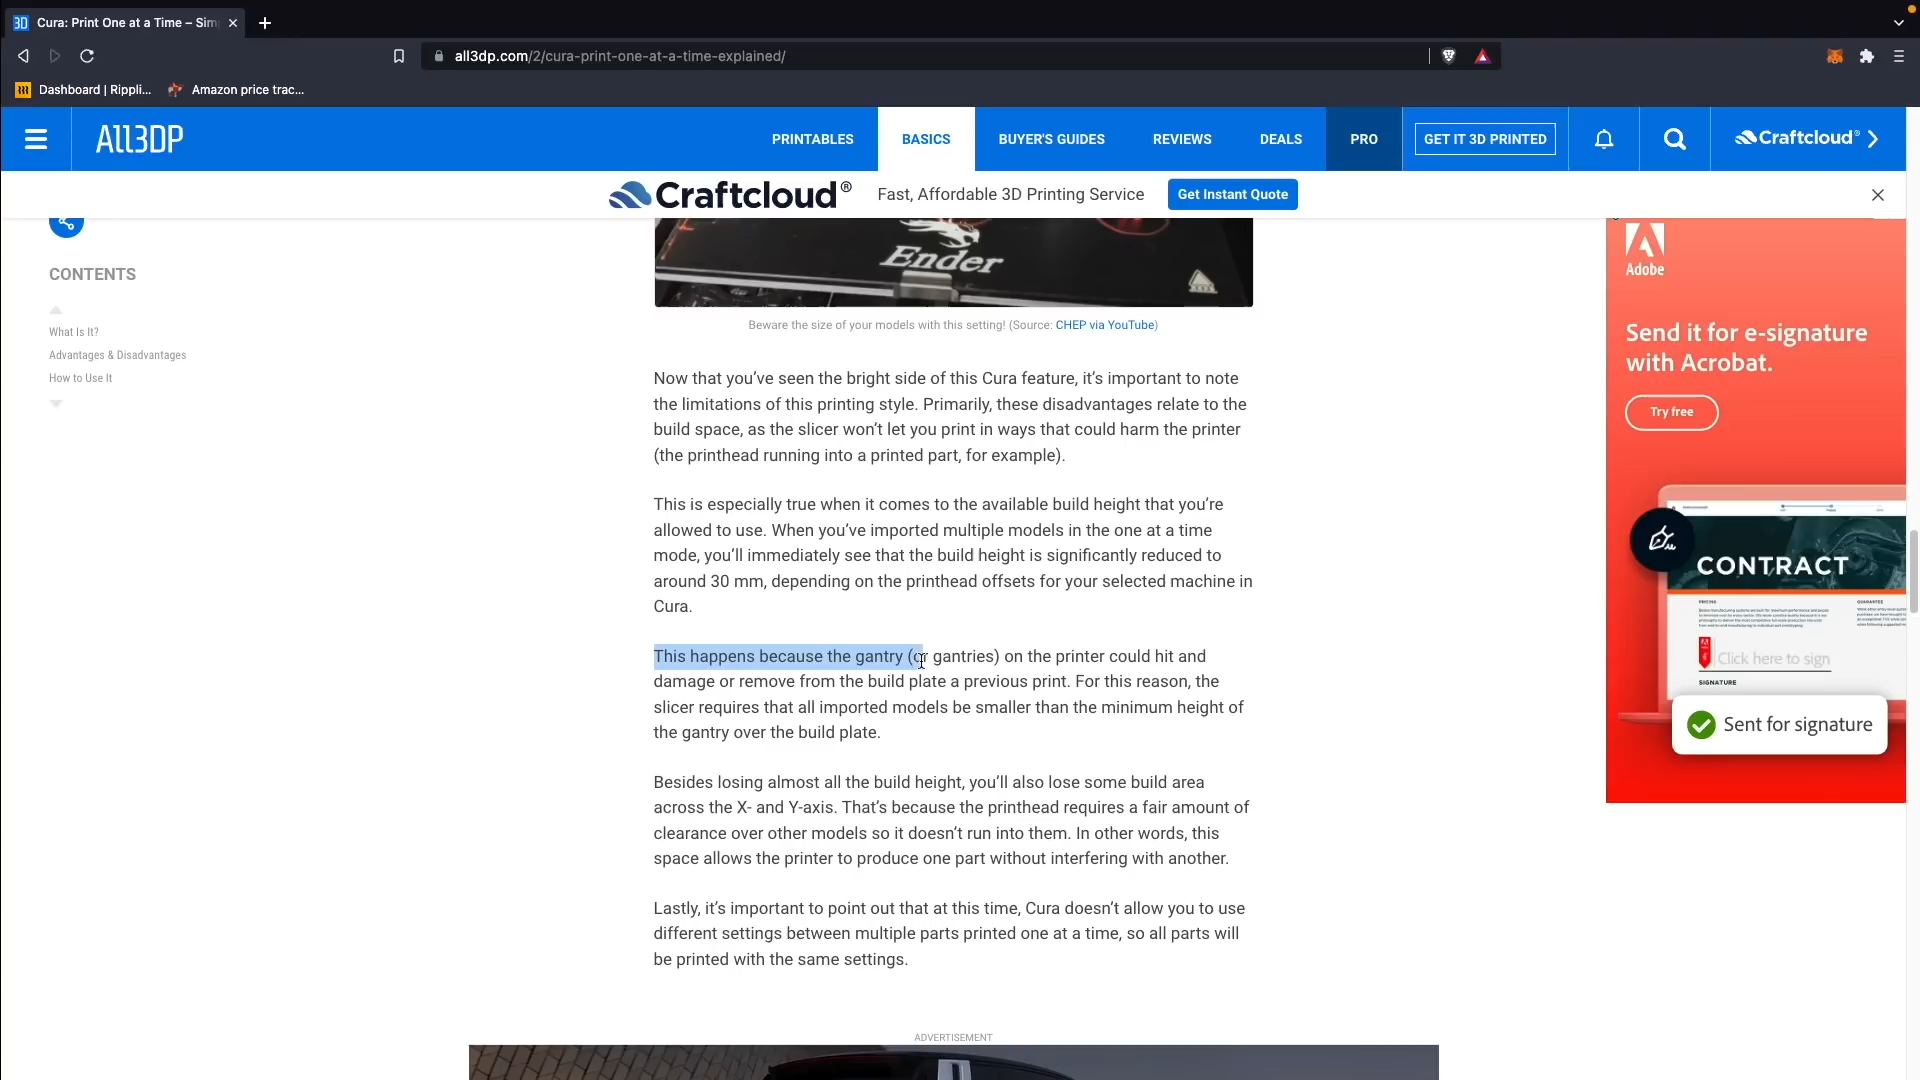 3D Cura: Print One at a Time – Sim
all3dp.com/2/cura-print-one-at-a-time-explained/
Dashboard | Rippli...
Amazon price trac...
ALL3DP
PRINTABLES
BASICS
BUYER'S GUIDES
REVIEWS
DEALS
PRO
GET IT 3D PRINTED
Craftcloud®
Craftcloud®
Fast, Affordable 3D Printing Service
Get Instant Quote
CONTENTS
What Is It?
Advantages & Disadvantages
How to Use It
Ender
Beware the size of your models with this setting! (Source: CHEP via YouTube)
Now that you’ve seen the bright side of this Cura feature, it’s important to note
the limitations of this printing style. Primarily, these disadvantages relate to the
build space, as the slicer won’t let you print in ways that could harm the printer
(the printhead running into a printed part, for example).
This is especially true when it comes to the available build height that you’re
allowed to use. When you’ve imported multiple models in the one at a time
mode, you’ll immediately see that the build height is significantly reduced to
around 30 mm, depending on the printhead offsets for your selected machine in
Cura.
This happens because the gantry (or gantries) on the printer could hit and
damage or remove from the build plate a previous print. For this reason, the
slicer requires that all imported models be smaller than the minimum height of
the gantry over the build plate.
Besides losing almost all the build height, you’ll also lose some build area
across the X- and Y-axis. That’s because the printhead requires a fair amount of
clearance over other models so it doesn’t run into them. In other words, this
space allows the printer to produce one part without interfering with another.
Lastly, it’s important to point out that at this time, Cura doesn’t allow you to use
different settings between multiple parts printed one at a time, so all parts will
be printed with the same settings.
ADVERTISEMENT
Adobe
Send it for e-signature
with Acrobat.
Try free
CONTRACT
Click here to sign
SIGNATURE
Sent for signature